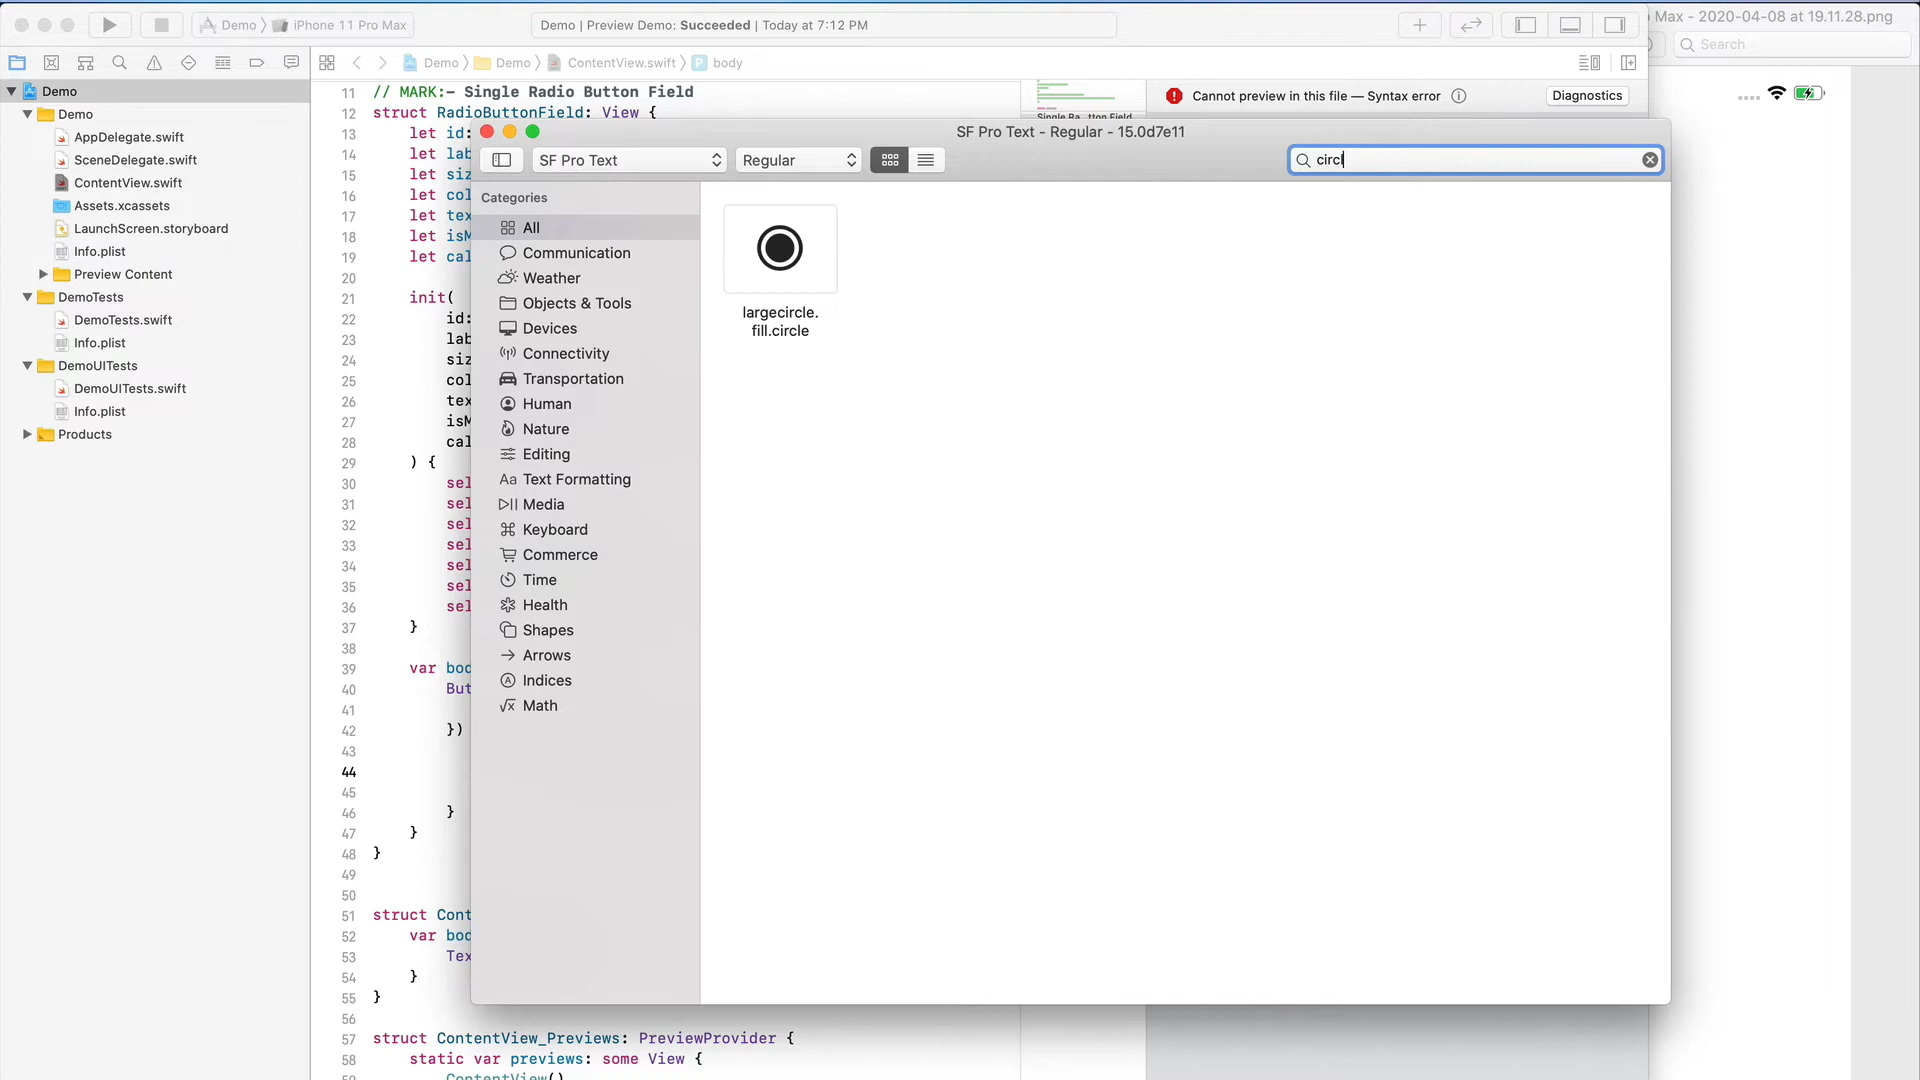 Demo
iPhone 11 Pro Max
Demo | Preview Demo: Succeeded | Today at 7:12 PM
Max - 2020-04-08 at 19.11.28.png
Search
Demo
Demo
ContentView.swift
body
Demo
Demo
AppDelegate.swift
SceneDelegate.swift
ContentView.swift
Assets.xcassets
LaunchScreen.storyboard
Info.plist
Preview Content
DemoTests
DemoTests.swift
Info.plist
DemoUITests
DemoUITests.swift
Info.plist
Products
11 // MARK:- Single Radio Button Field
12 struct RadioButtonField: View {
13 let id:
14 let lab
15 let siz
16 let col
17 let tex
18 let isM
19 let cal
20
21 init(
22 id:
23 lab
24 siz
25 col
26 tex
27 isM
28 cal
29 ) {
30 sel
31 sel
32 sel
33 sel
34 sel
35 sel
36 sel
37 }
38
39 var bod
40 But
41
42 })
43
44
45
46 }
47 }
48 }
49
50
51 struct Cont
52 var bod
53 Tex
54 }
55 }
56
57 struct ContentView_Previews: PreviewProvider {
58 static var previews: some View {
59 ContentView()
Cannot preview in this file — Syntax error
Diagnostics
SF Pro Text - Regular - 15.0d7e11
SF Pro Text
Regular
circl
Categories
All
Communication
Weather
Objects & Tools
Devices
Connectivity
Transportation
Human
Nature
Editing
Aa Text Formatting
Media
Keyboard
Commerce
Time
Health
Shapes
Arrows
Indices
Math
largecircle.
fill.circle